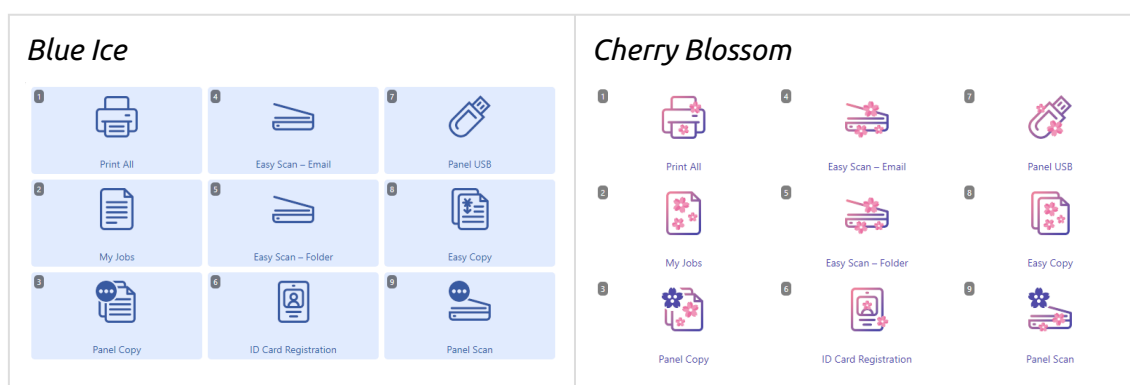 Blue Ice
1
Print All
4
Easy Scan – Email
7
Panel USB
2
My Jobs
5
Easy Scan – Folder
8
Easy Copy
3
Panel Copy
6
ID Card Registration
9
Panel Scan
Cherry Blossom
1
Print All
4
Easy Scan – Email
7
Panel USB
2
My Jobs
5
Easy Scan – Folder
8
Easy Copy
3
Panel Copy
6
ID Card Registration
9
Panel Scan